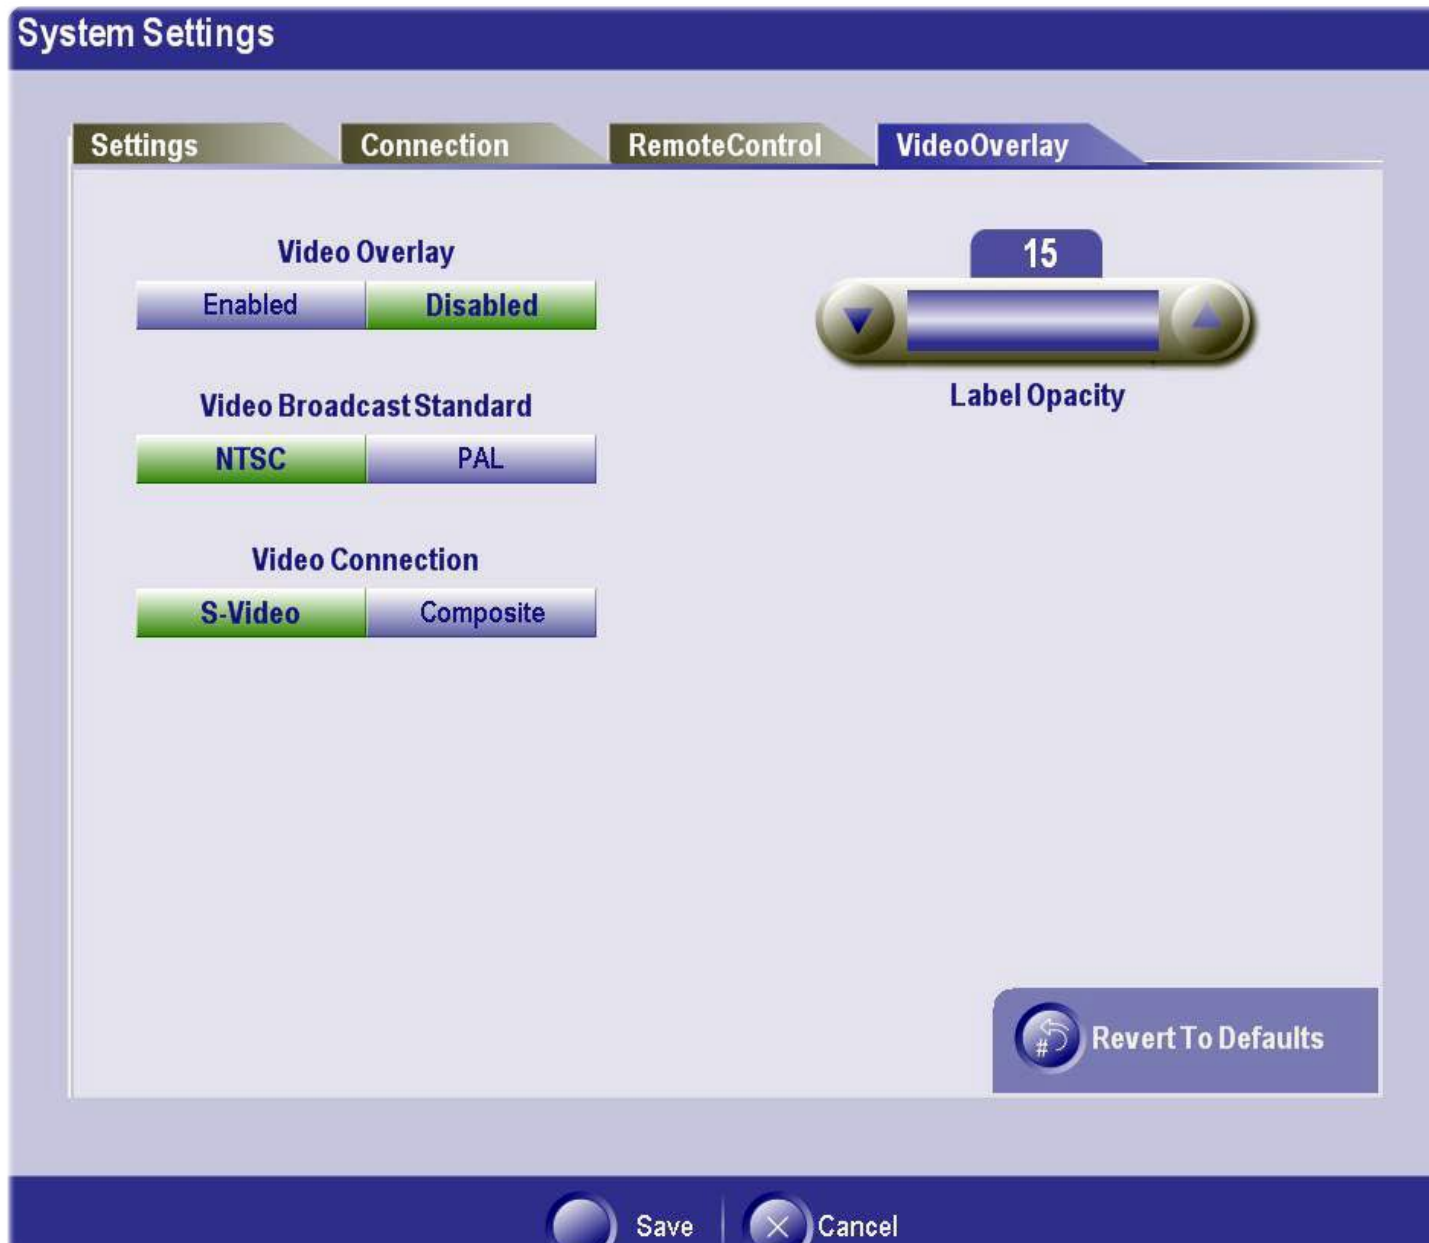 System Settings
Settings Connection RemoteControl VideoOverlay
Video Overlay
Enabled Disabled
15
Label Opacity
Video Broadcast Standard
NTSC PAL
Video Connection
S-Video Composite
# Revert To Defaults
Save Cancel